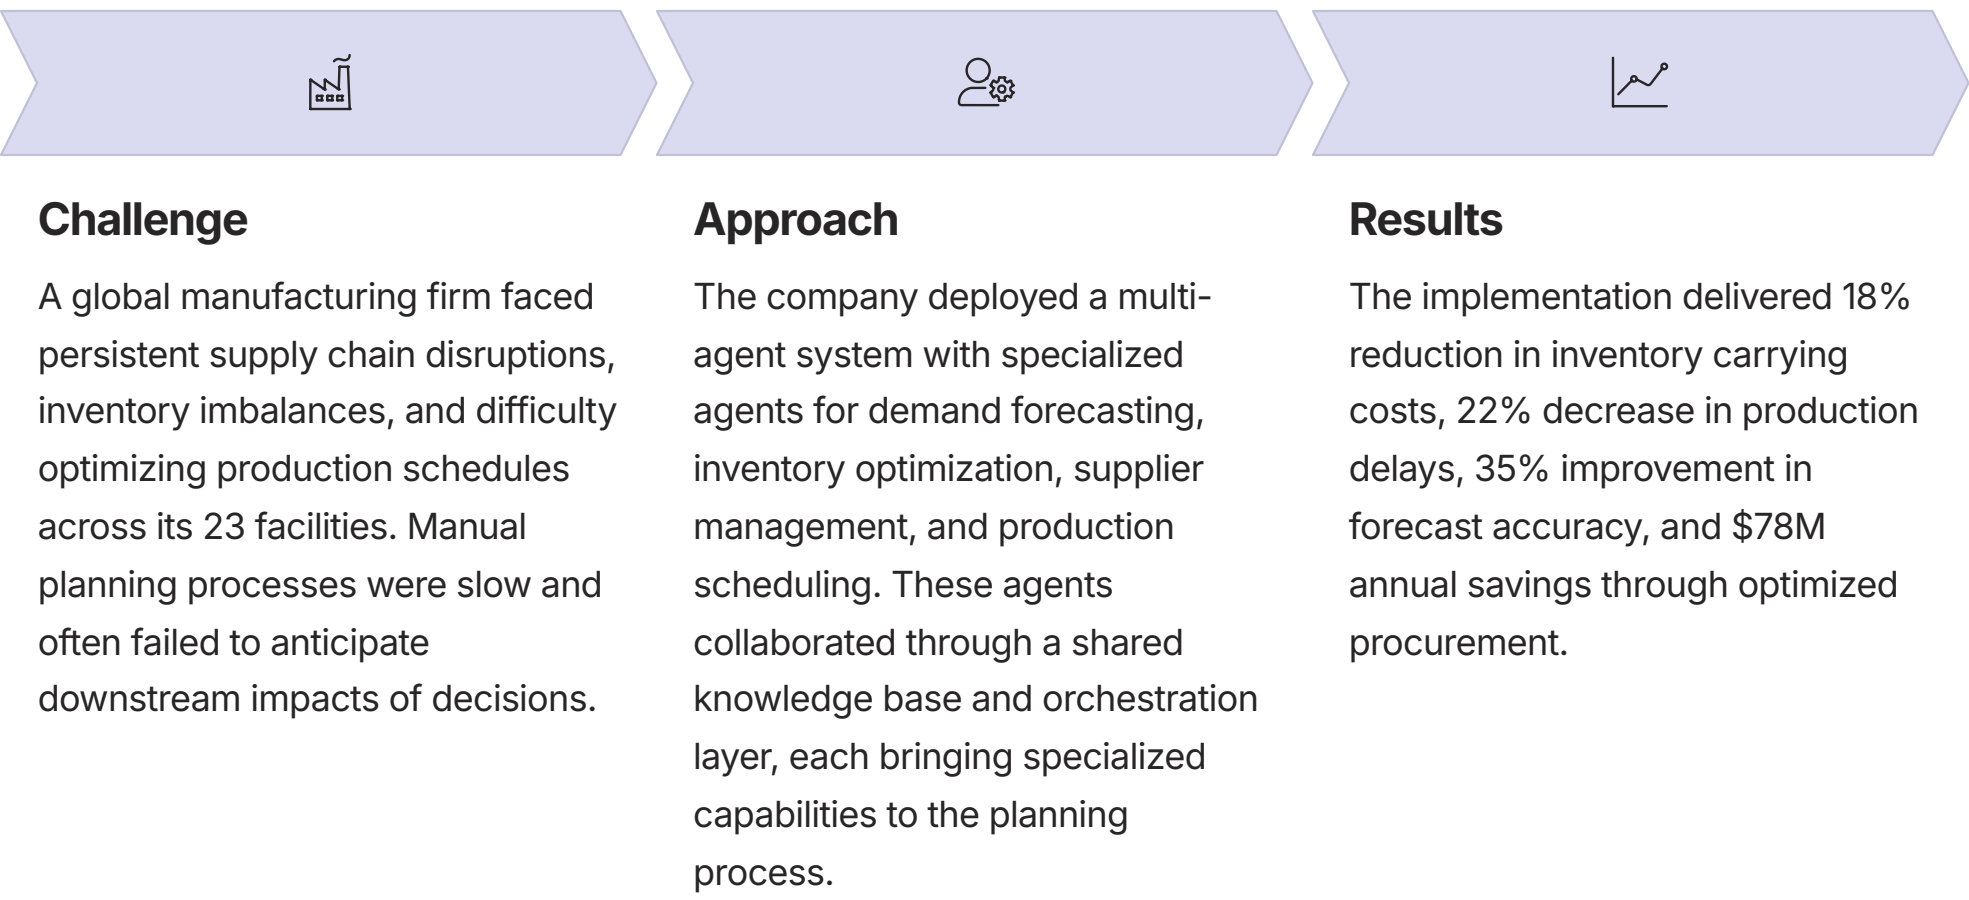 Challenge
A global manufacturing firm faced
persistent supply chain disruptions,
inventory imbalances, and difficulty
optimizing production schedules
across its 23 facilities. Manual
planning processes were slow and
often failed to anticipate
downstream impacts of decisions.
Approach
The company deployed a multi-
agent system with specialized
agents for demand forecasting,
inventory optimization, supplier
management, and production
scheduling. These agents
collaborated through a shared
knowledge base and orchestration
layer, each bringing specialized
capabilities to the planning
process.
Results
The implementation delivered 18%
reduction in inventory carrying
costs, 22% decrease in production
delays, 35% improvement in
forecast accuracy, and $78M
annual savings through optimized
procurement.